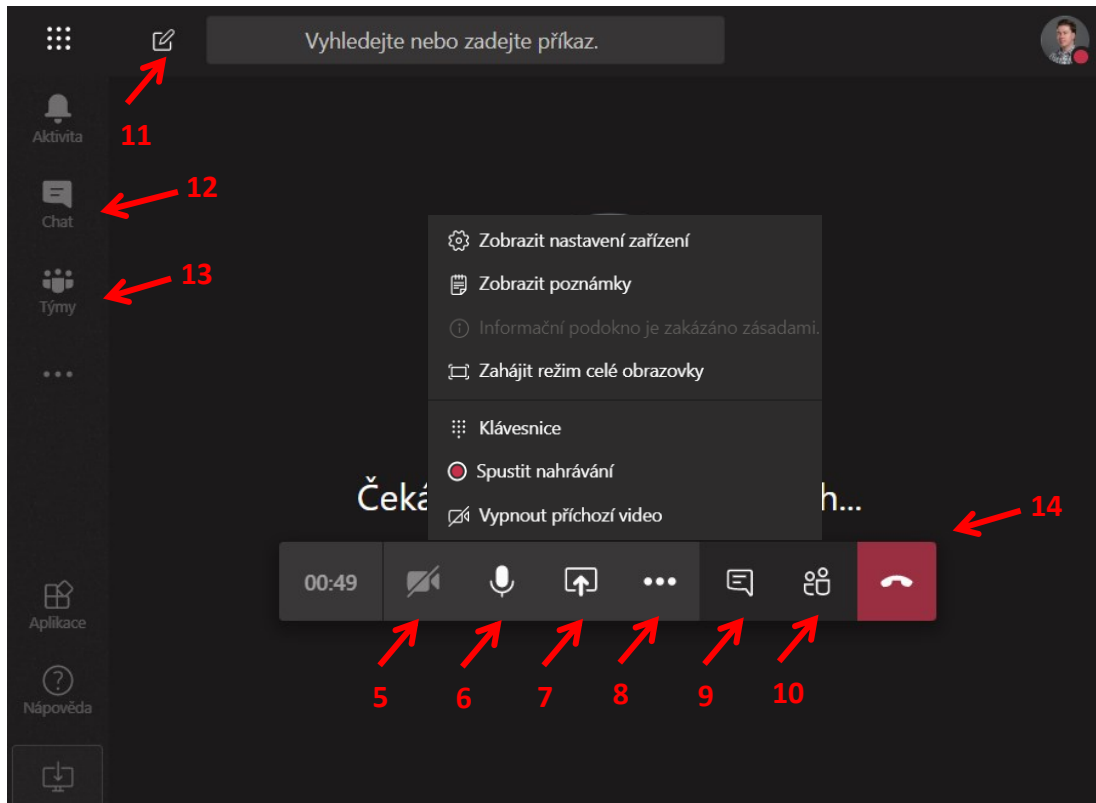 Vyhledejte nebo zadejte příkaz.
11
Aktivita
12
Chat
13
Týmy
Zobrazit nastavení zařízení
Zobrazit poznámky
Informační podokno je zakázáno zásadami.
Zahájit režim celé obrazovky
Klávesnice
Spustit nahrávání
Vypnout příchozí video
14
00:49
5
6
7
8
9
10
Aplikace
Nápověda